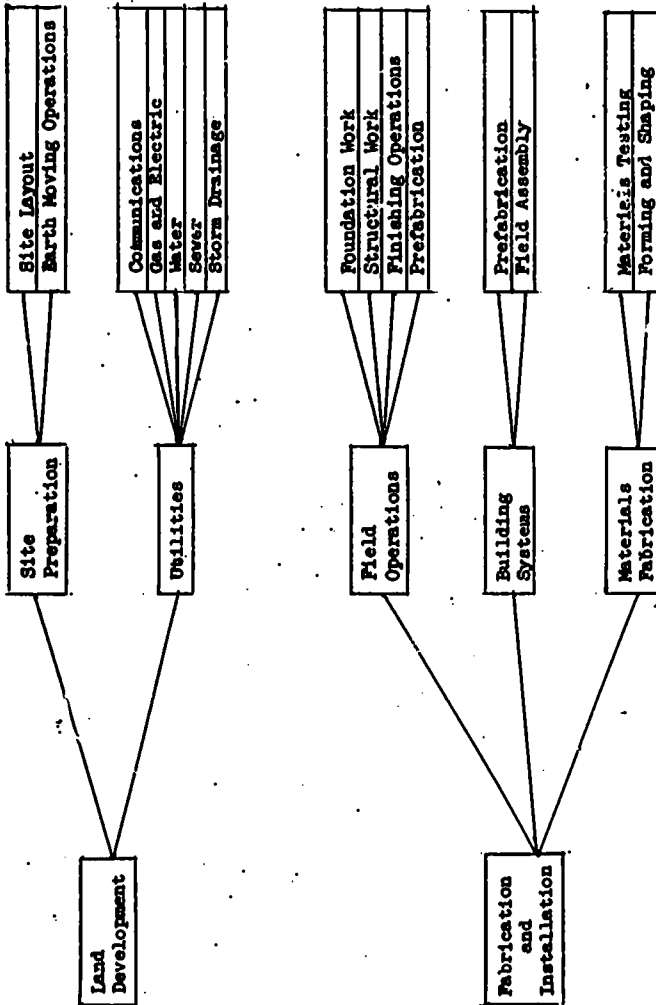 Land
Development
Site
Preparation
Site Layout
Earth Moving Operations
Utilities
Communications
Gas and Electric
Water
Sewer
Storm Drainage
Fabrication
and
Installation
Field
Operations
Foundation Work
Structural Work
Finishing Operations
Prefabrication
Building
Systems
Prefabrication
Field Assembly
Materials
Fabrication
Materials Testing
Forming and Shaping